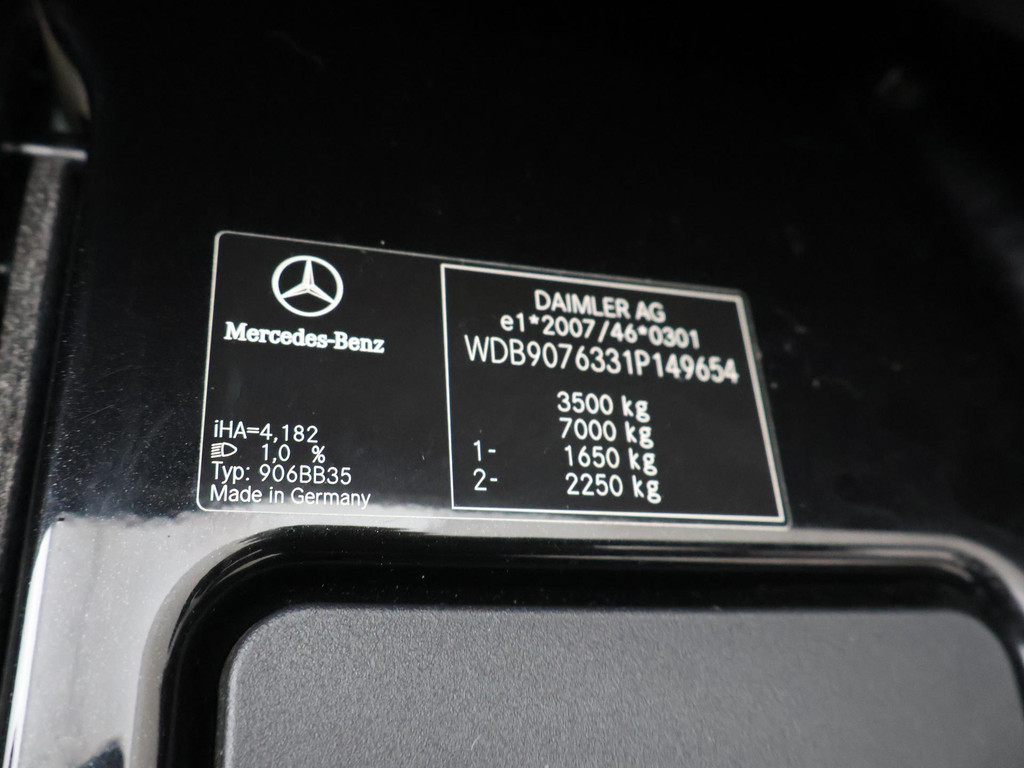 Mercedes-Benz
iHA=4,182
1,0 %
Typ: 906BB35
Made in Germany
DAIMLER AG
e1*2007/46*0301
WDB9076331P149654
3500 kg
7000 kg
1- 1650 kg
2- 2250 kg